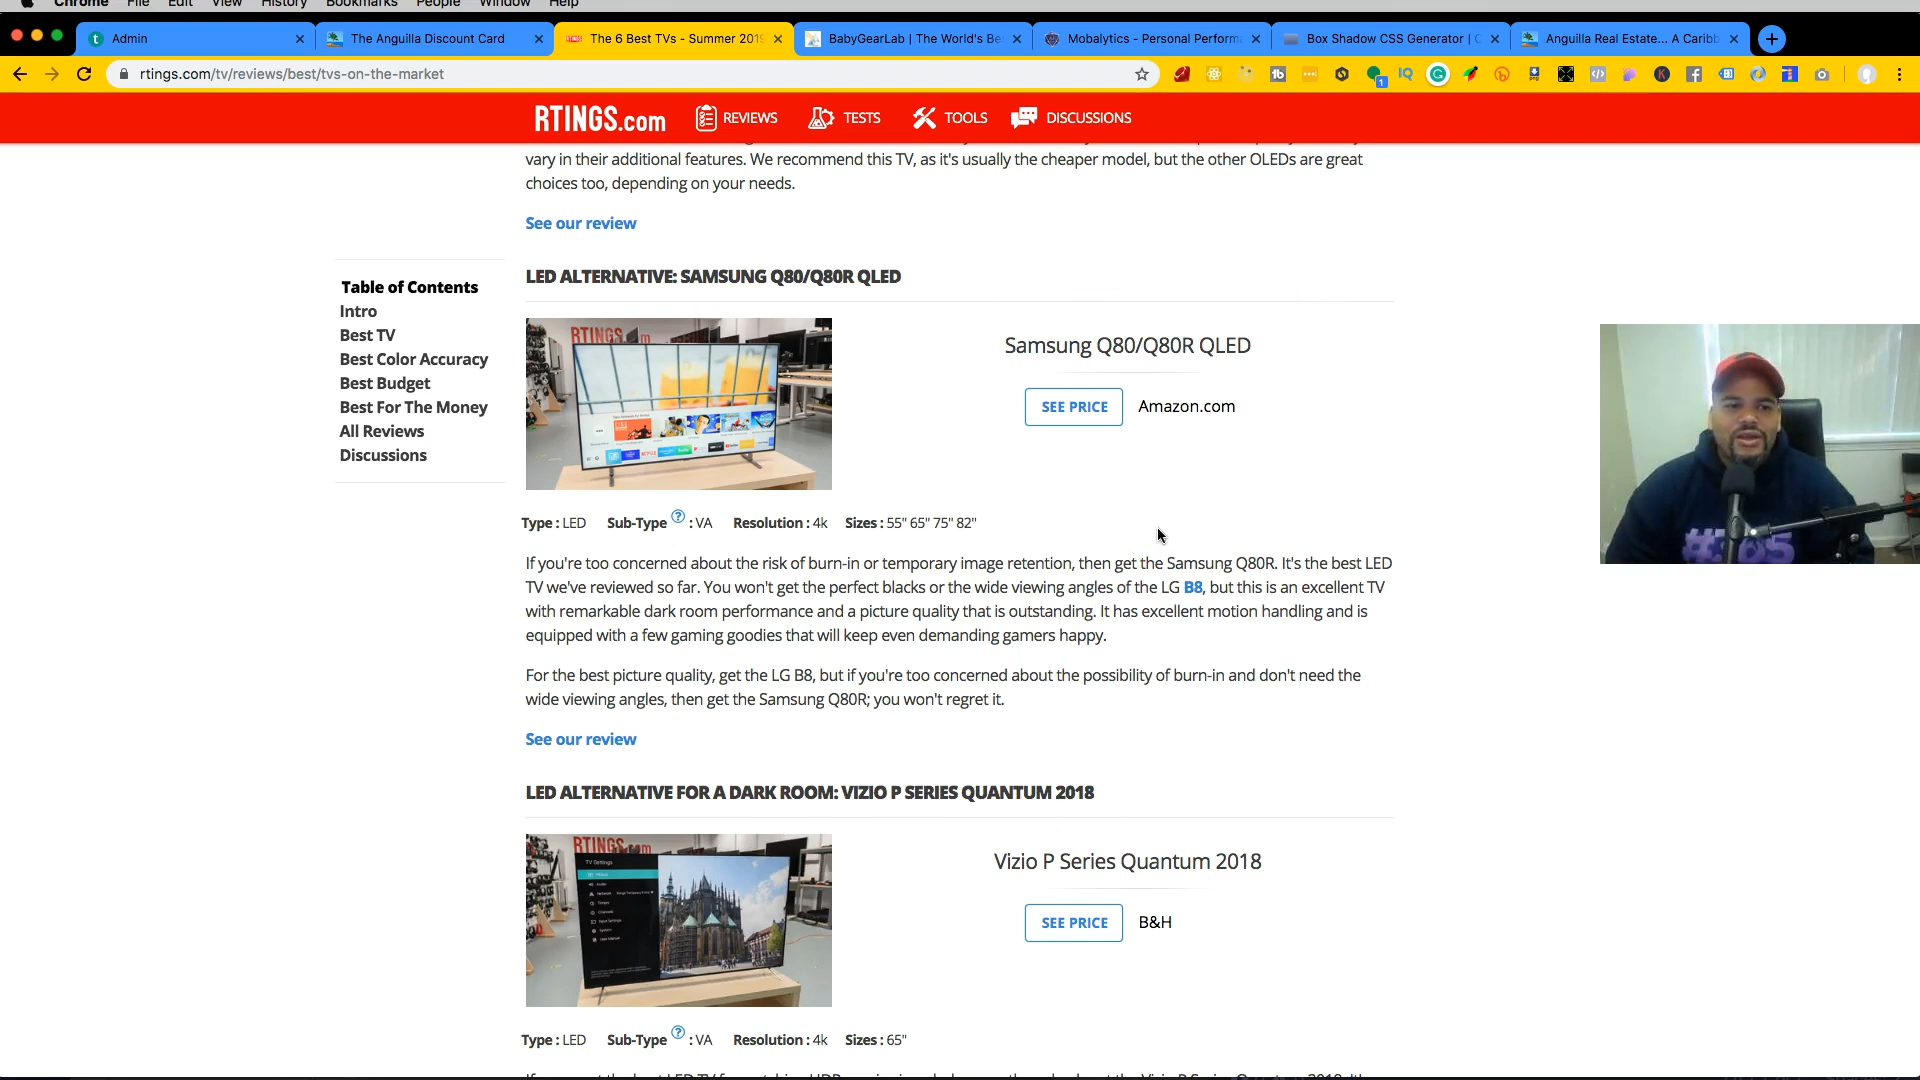 Chrome File Edit View History Bookmarks People Window Help
Admin
The Anguilla Discount Card
The 6 Best TVs - Summer 2019
BabyGearLab | The World's Be
Mobalytics - Personal Perform
Box Shadow CSS Generator | C
Anguilla Real Estate... A Caribb
rtings.com/tv/reviews/best/tvs-on-the-market
RTINGS.com REVIEWS TESTS TOOLS DISCUSSIONS
vary in their additional features. We recommend this TV, as it's usually the cheaper model, but the other OLEDs are great
choices too, depending on your needs.
See our review
Table of Contents
Intro
Best TV
Best Color Accuracy
Best Budget
Best For The Money
All Reviews
Discussions
LED ALTERNATIVE: SAMSUNG Q80/Q80R QLED
RTINGS
Samsung Q80/Q80R QLED
SEE PRICE Amazon.com
Type : LED Sub-Type ? : VA Resolution : 4k Sizes : 55" 65" 75" 82"
If you're too concerned about the risk of burn-in or temporary image retention, then get the Samsung Q80R. It's the best LED
TV we've reviewed so far. You won't get the perfect blacks or the wide viewing angles of the LG B8, but this is an excellent TV
with remarkable dark room performance and a picture quality that is outstanding. It has excellent motion handling and is
equipped with a few gaming goodies that will keep even demanding gamers happy.
For the best picture quality, get the LG B8, but if you're too concerned about the possibility of burn-in and don't need the
wide viewing angles, then get the Samsung Q80R; you won't regret it.
See our review
LED ALTERNATIVE FOR A DARK ROOM: VIZIO P SERIES QUANTUM 2018
RTINGS.com
TV Settings
Vizio P Series Quantum 2018
SEE PRICE B&H
Type : LED Sub-Type ? : VA Resolution : 4k Sizes : 65"
#365